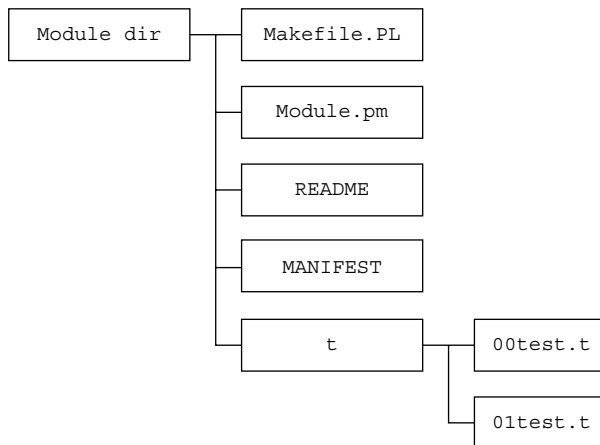 Module dir
Makefile.PL
Module.pm
README
MANIFEST
t
00test.t
01test.t